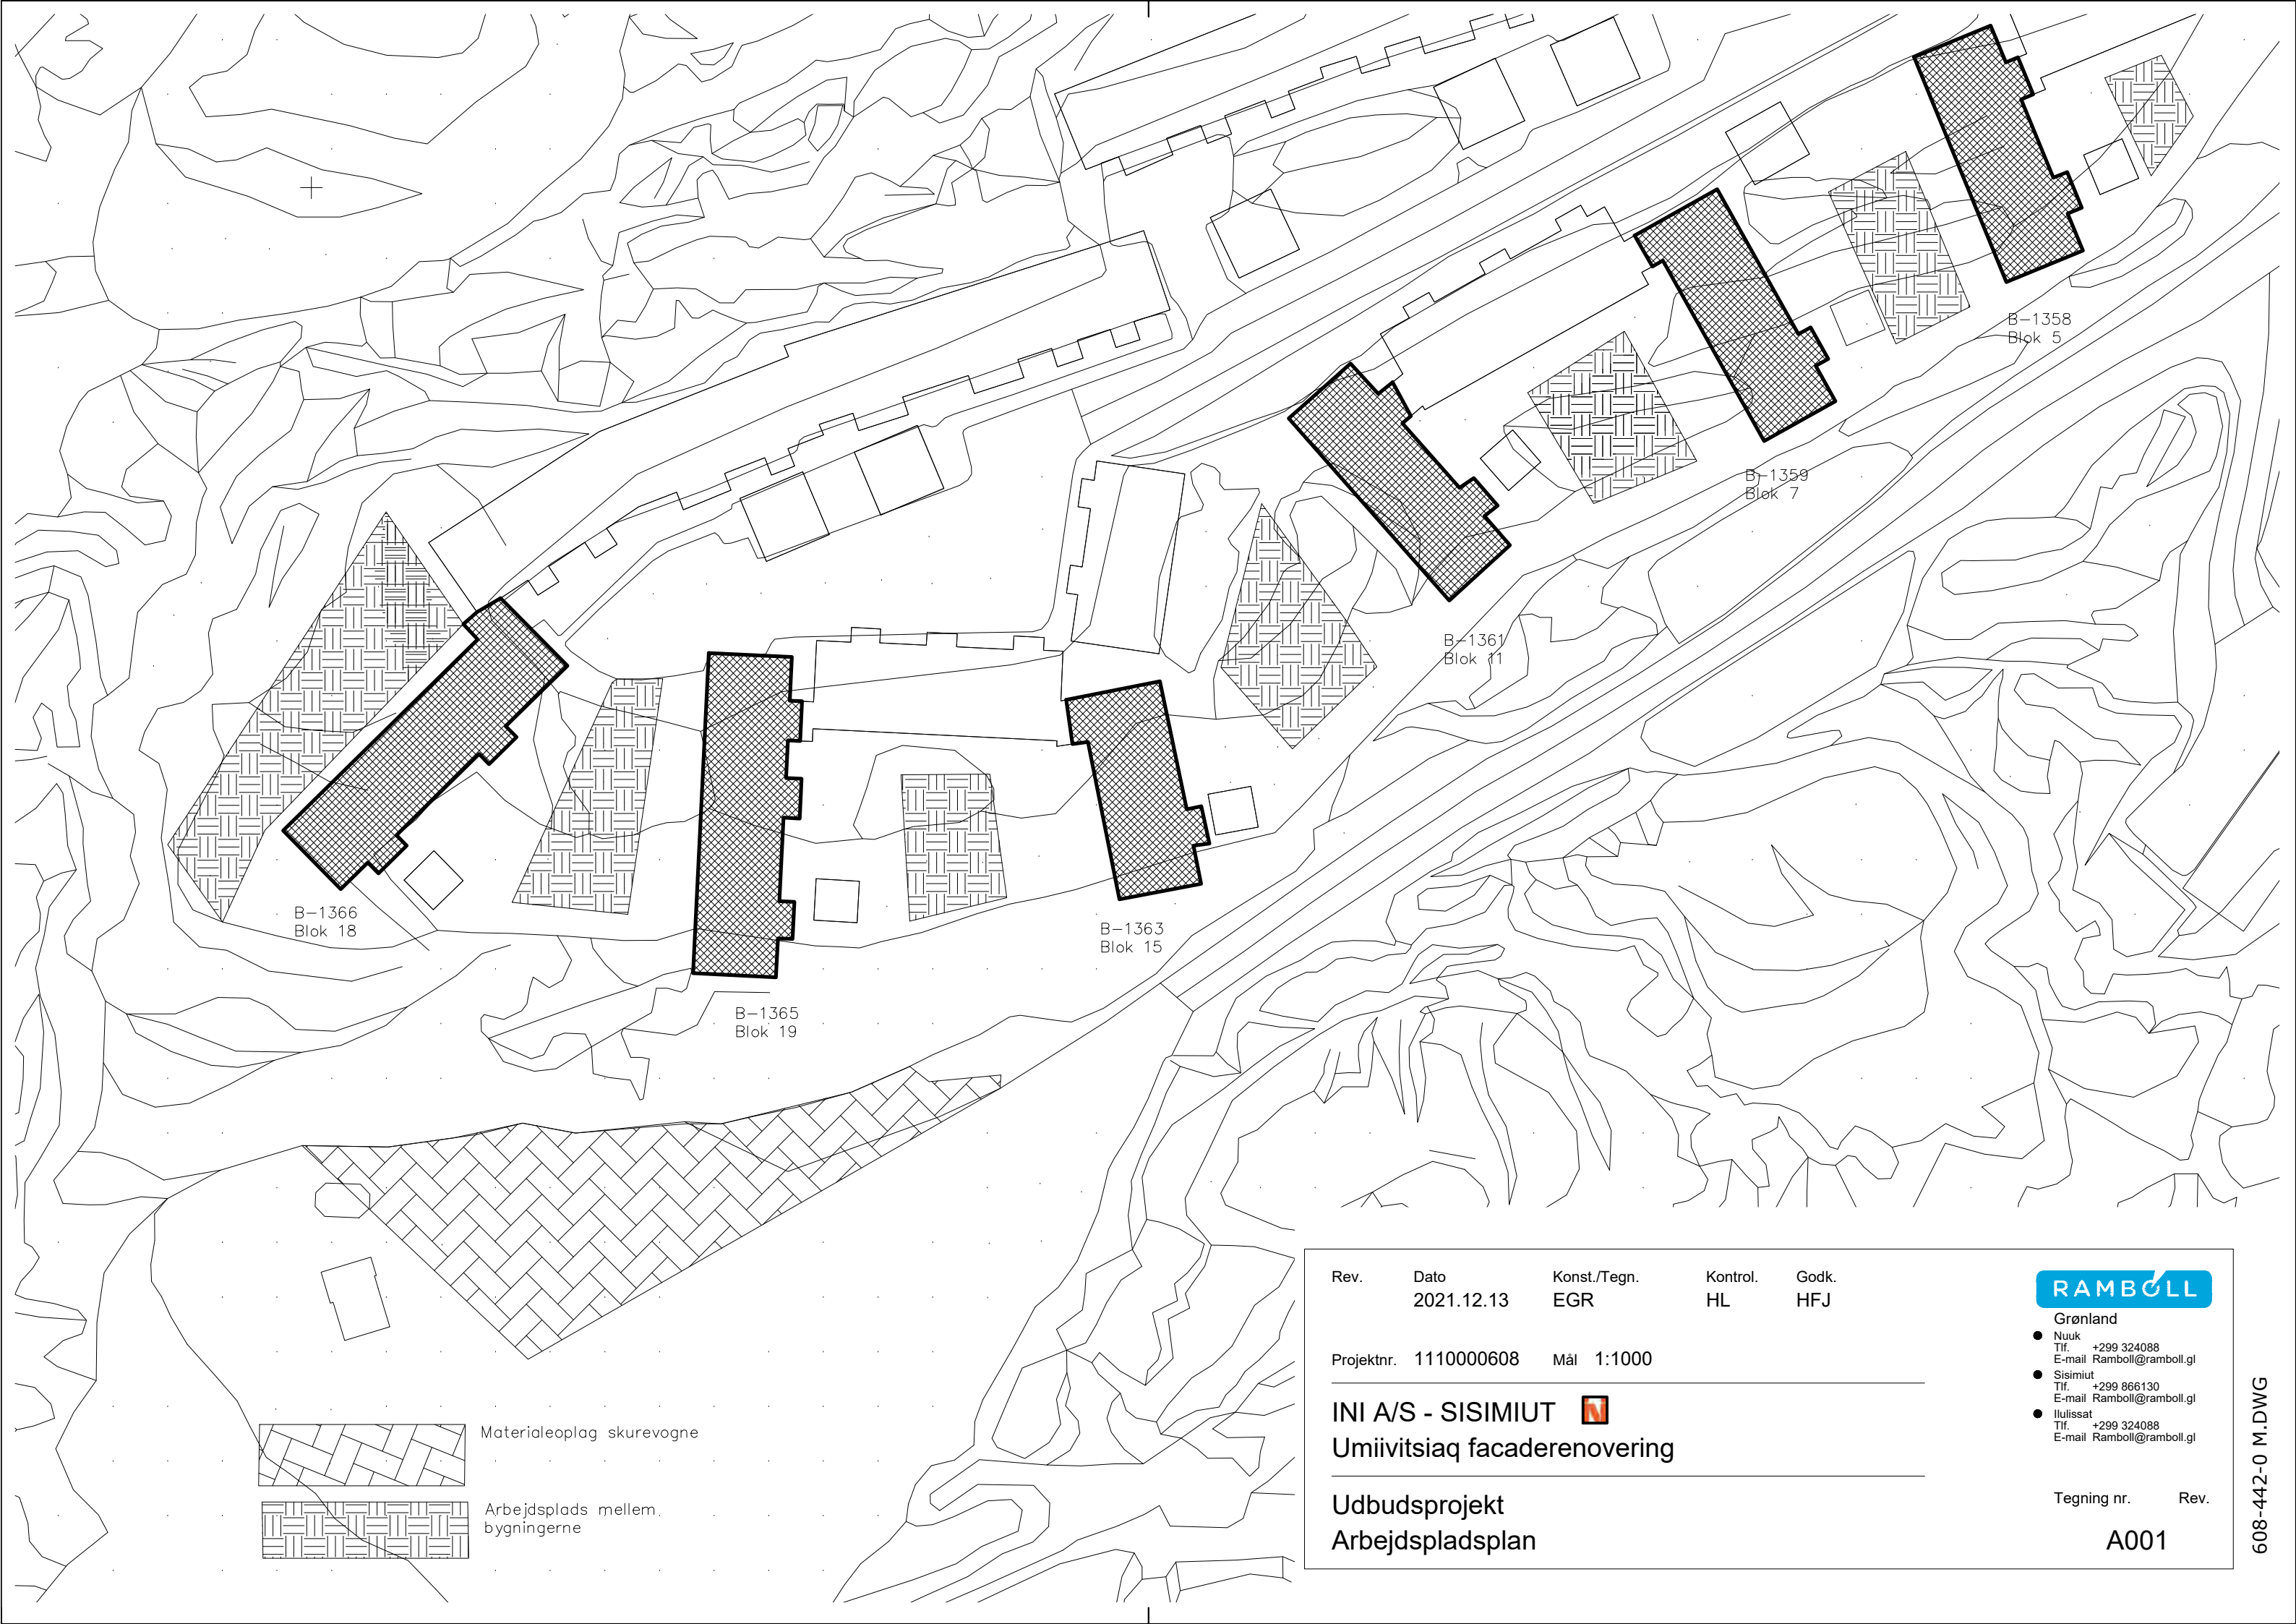 B-1358
Blok 5
B-1359
Blok 7
B-1361
Blok 11
B-1366
Blok 18
B-1363
Blok 15
B-1365
Blok 19
Materialeoplag skurevogne
Arbejdsplads mellem
bygningerne
Rev. Dato Konst./Tegn. Kontrol. Godk.
2021.12.13 EGR HL HFJ
Projektnr. 1110000608 Mål 1:1000
INI A/S - SISIMIUT
Umiivitsiaq facaderenovering
Udbudsprojekt
Arbejdspladsplan
RAMBOLL
Grønland
Nuuk
Tlf. +299 324088
E-mail Ramboll@ramboll.gl
Sisimiut
Tlf. +299 866130
E-mail Ramboll@ramboll.gl
Ilulissat
Tlf. +299 324088
E-mail Ramboll@ramboll.gl
Tegning nr. Rev.
A001
608-442-0 M.DWG